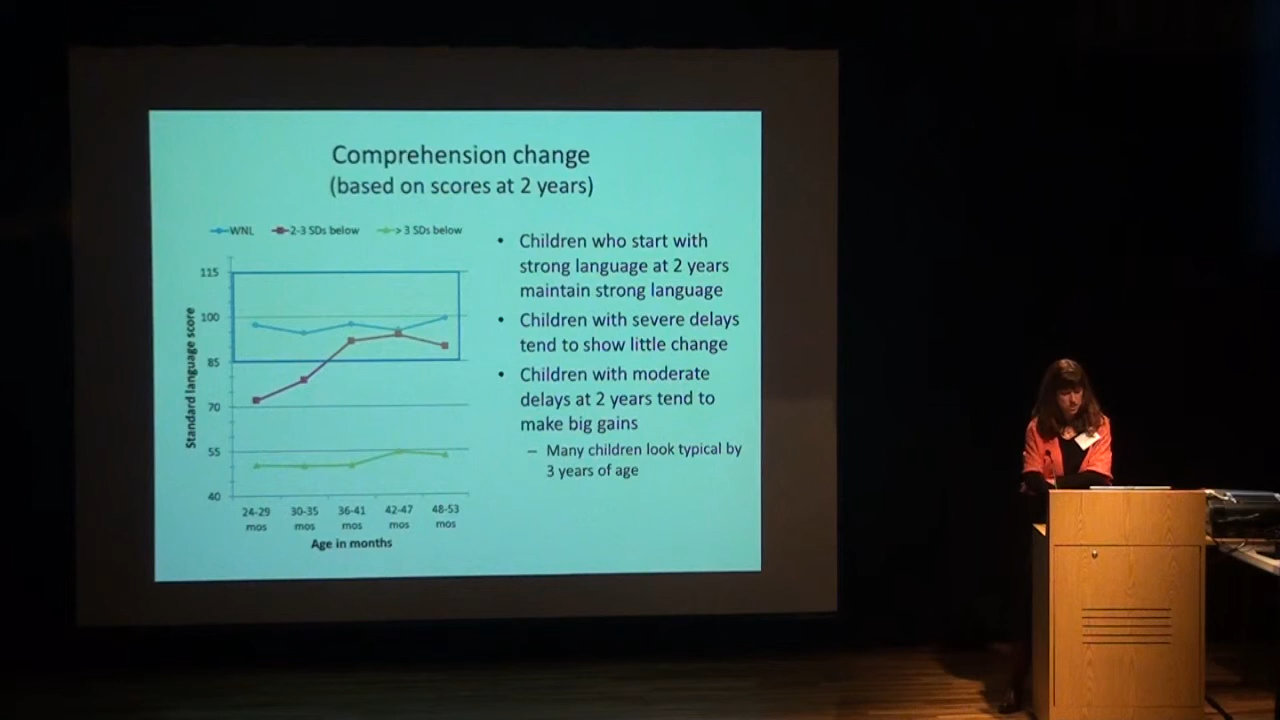 Comprehension change
(based on scores at 2 years)
WNL 2-3 SDs below > 3 SDs below
115
100
85
70
55
40
Standard language score
24-29 mos
30-35 mos
36-41 mos
42-47 mos
48-53 mos
Age in months
• Children who start with
strong language at 2 years
maintain strong language
• Children with severe delays
tend to show little change
• Children with moderate
delays at 2 years tend to
make big gains
– Many children look typical by
3 years of age